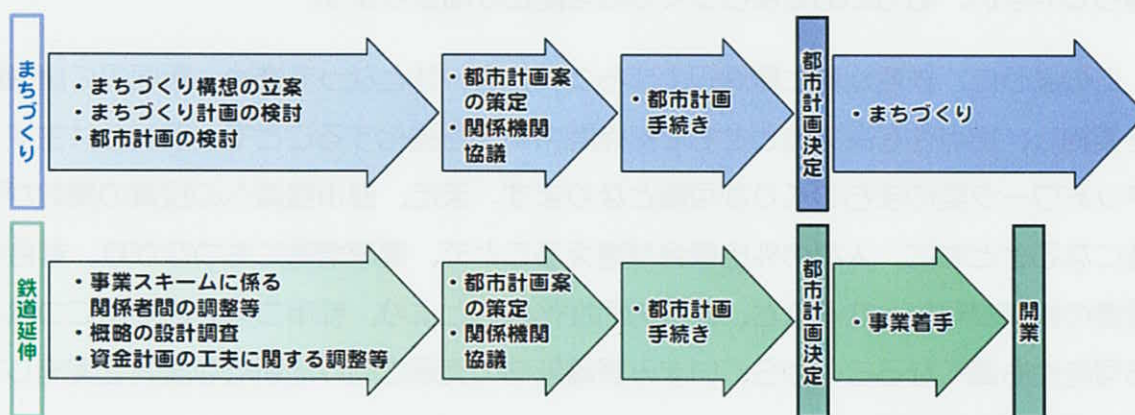 まちづくり
・まちづくり構想の立案
・まちづくり計画の検討
・都市計画の検討
・都市計画案
の策定
・関係機関
協議
・都市計画
手続き
都市計画決定
・まちづくり
鉄道延伸
・事業スキームに係る
関係者間の調整等
・概略の設計調査
・資金計画の工夫に関する調整等
・都市計画案
の策定
・関係機関
協議
・都市計画
手続き
都市計画決定
・事業着手
開業